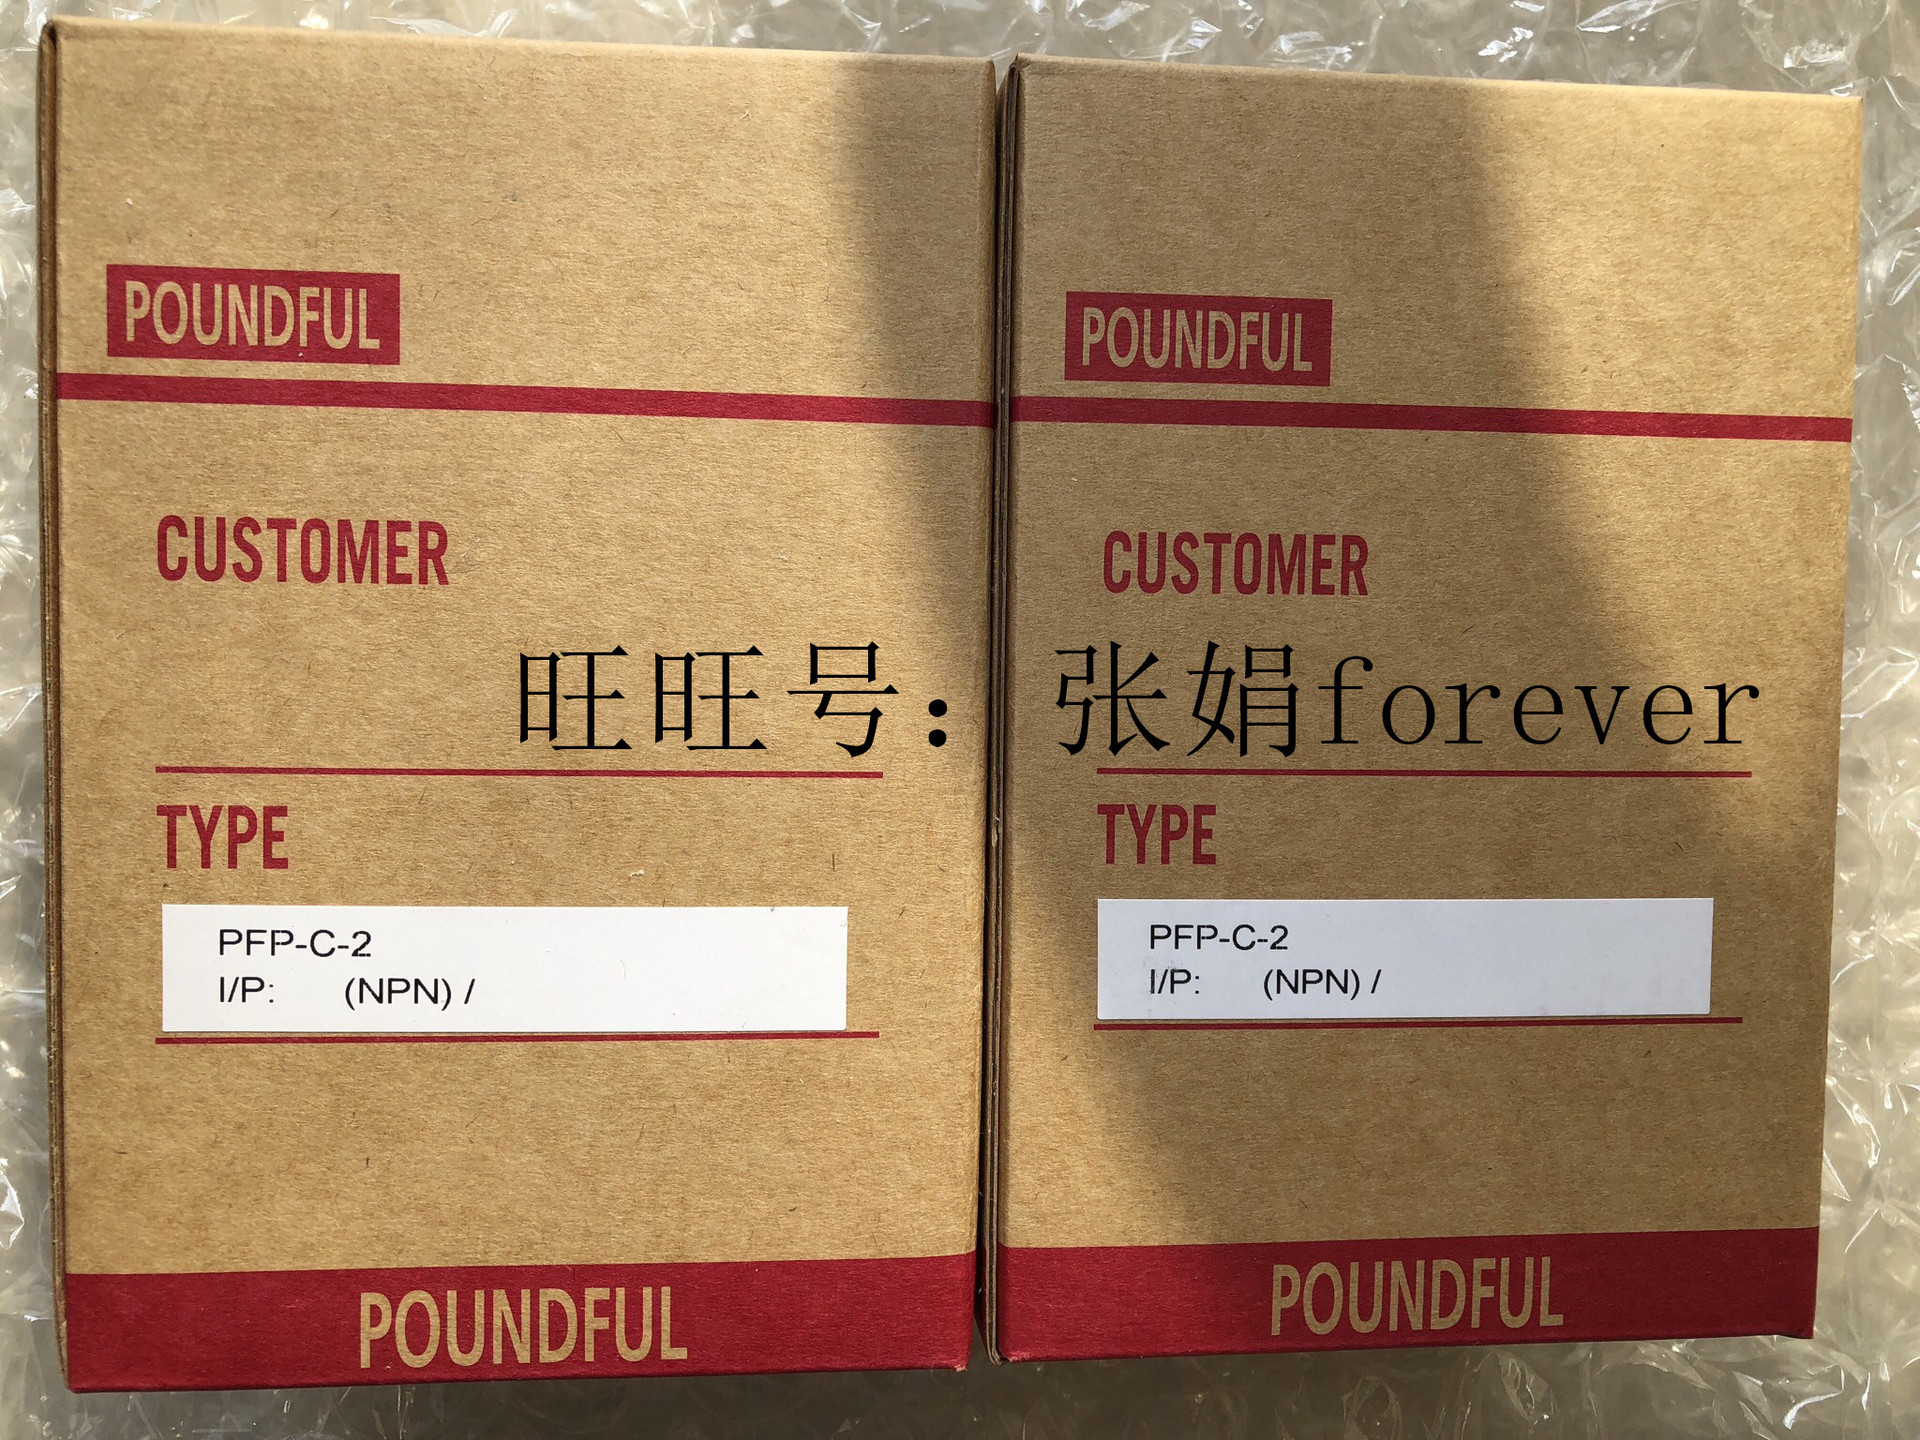 POUNDFUL
CUSTOMER
TYPE
PFP-C-2
I/P: (NPN) /
POUNDFUL
POUNDFUL
CUSTOMER
TYPE
PFP-C-2
I/P: (NPN) /
POUNDFUL
旺旺号：张娟forever